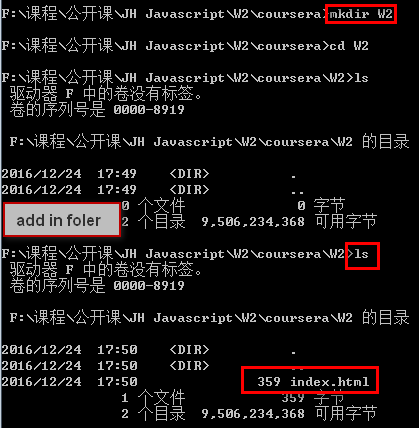 F:\课程\公开课\JH Javascript\W2\coursera>mkdir W2
F:\课程\公开课\JH Javascript\W2\coursera>cd W2
F:\课程\公开课\JH Javascript\W2\coursera\W2>ls
驱动器 F 中的卷没有标签。
卷的序列号是 0000-8919
F:\课程\公开课\JH Javascript\W2\coursera\W2 的目录
2016/12/24 17:49 <DIR> .
2016/12/24 17:49 <DIR> ..
0 个文件 0 字节
add in foler
2 个目录 9,506,234,368 可用字节
F:\课程\公开课\JH Javascript\W2\coursera\W2>ls
驱动器 F 中的卷没有标签。
卷的序列号是 0000-8919
F:\课程\公开课\JH Javascript\W2\coursera\W2 的目录
2016/12/24 17:50 <DIR> .
2016/12/24 17:50 <DIR> ..
2016/12/24 17:50 359 index.html
1 个文件 359 字节
2 个目录 9,506,234,368 可用字节